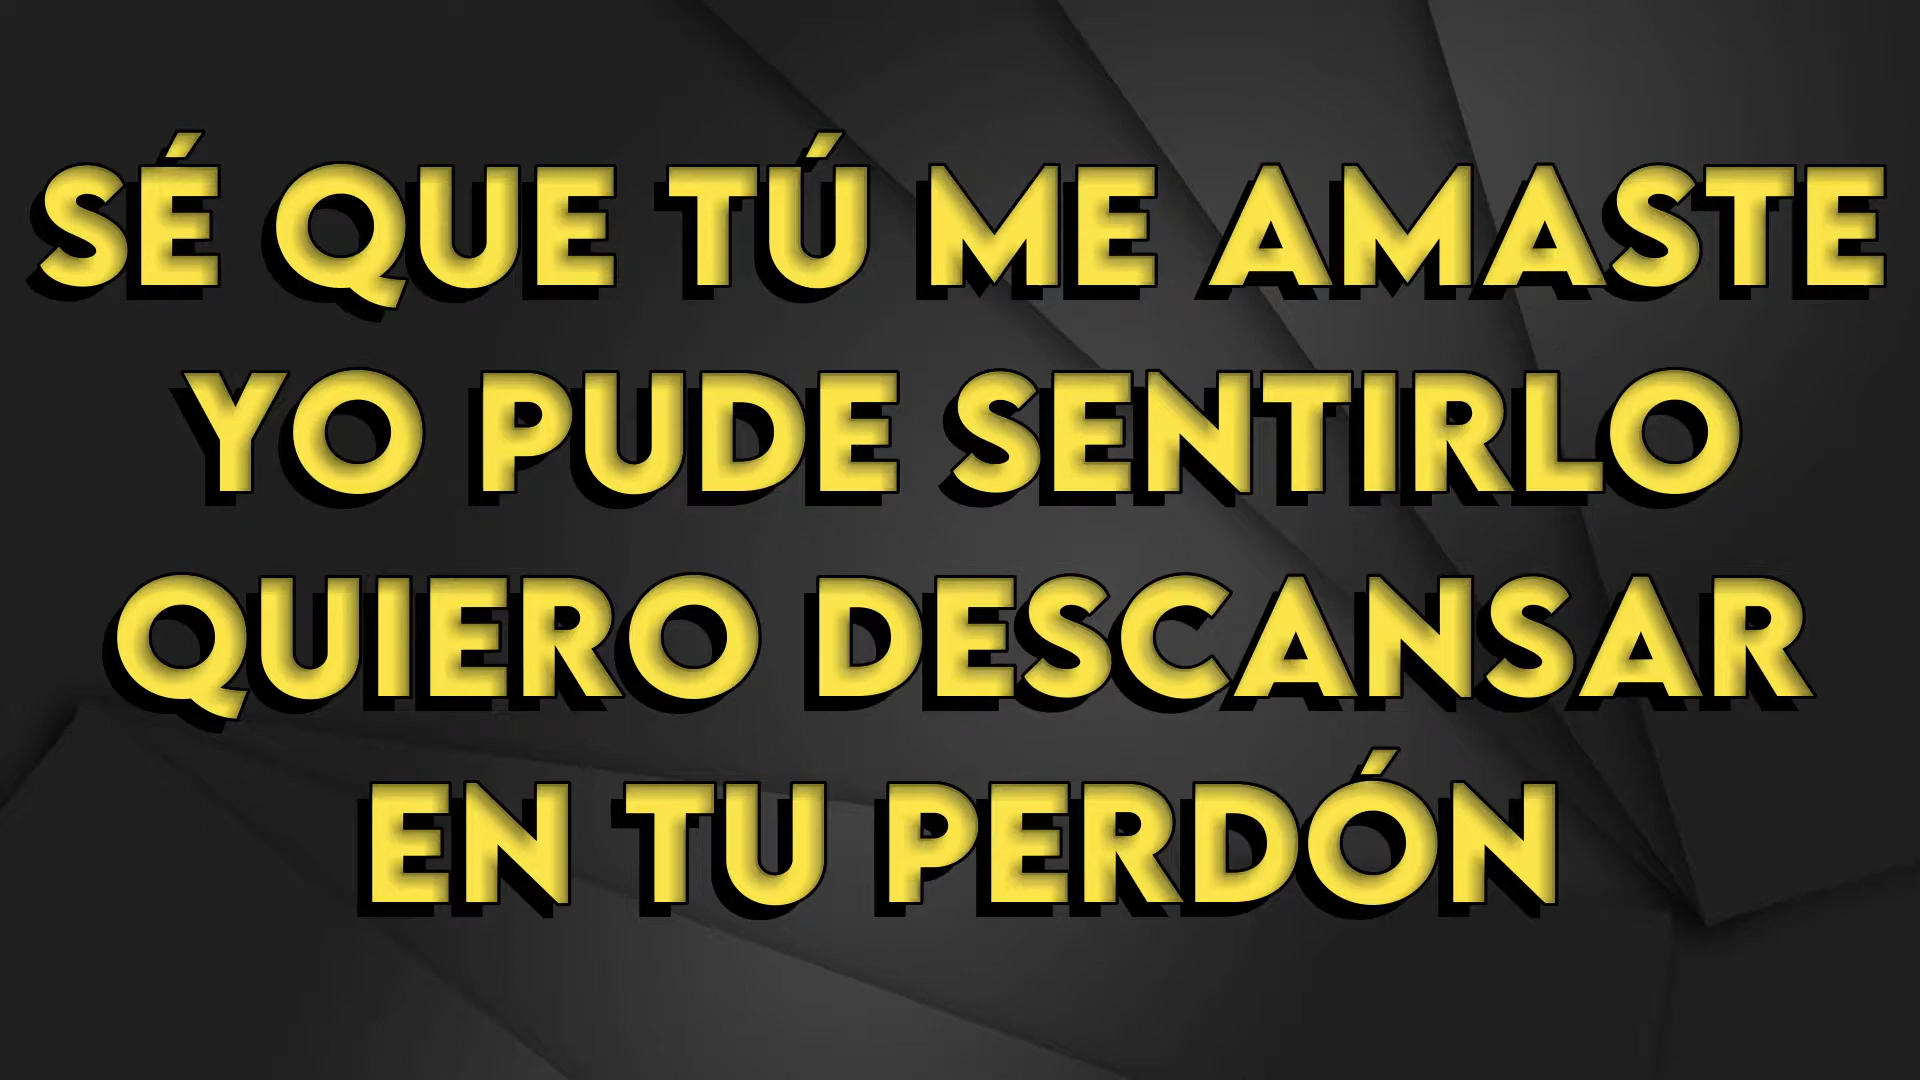 SÉ QUE TÚ ME AMASTE
YO PUDE SENTIRLO
QUIERO DESCANSAR
EN TU PERDÓN